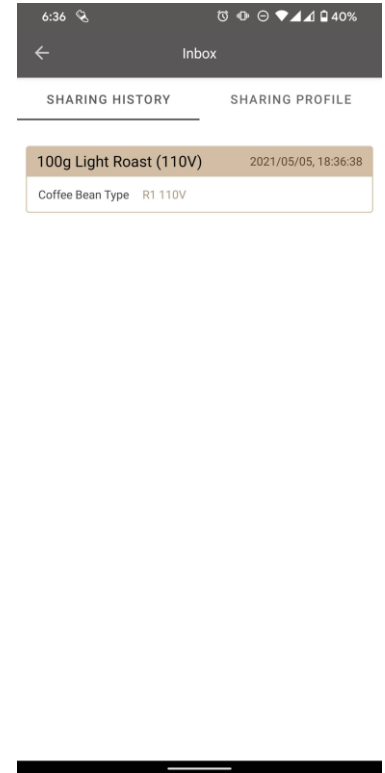 6:36
40%
Inbox
SHARING HISTORY
SHARING PROFILE
100g Light Roast (110V)
2021/05/05, 18:36:38
Coffee Bean Type R1 110V